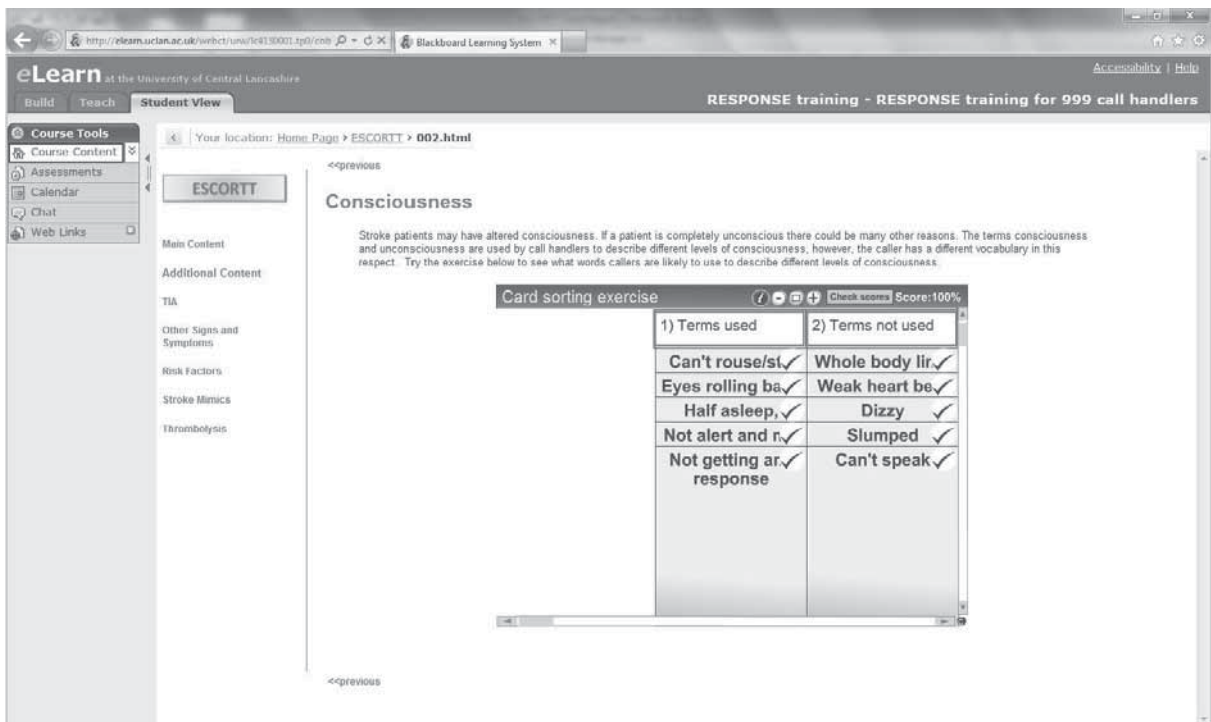 http://elearn.uclan.ac.uk/webct/urw/
Blackboard Learning System
eLearn at the University of Central Lancashire
Accessibility | Help
Build Teach Student View
RESPONSE training - RESPONSE training for 999 call handlers
Course Tools
Course Content
Assessments
Calendar
Chat
Web Links
Your location: Home Page > ESCORTT > 002.html
<<previous
ESCORTT
Main Content
Additional Content
TIA
Other Signs and
Symptoms
Risk Factors
Stroke Mimics
Thrombolysis
Consciousness
Stroke patients may have altered consciousness. If a patient is completely unconscious there could be many other reasons. The terms consciousness
and unconsciousness are used by call handlers to describe different levels of consciousness, however, the caller has a different vocabulary in this
respect. Try the exercise below to see what words callers are likely to use to describe different levels of consciousness
Card sorting exercise
Check scores Score:100%
1) Terms used 2) Terms not used
Can't rouse/st Whole body lir
Eyes rolling ba Weak heart be
Half asleep, Dizzy
Not alert and r Slumped
Not getting ar Can't speak
response
<<previous